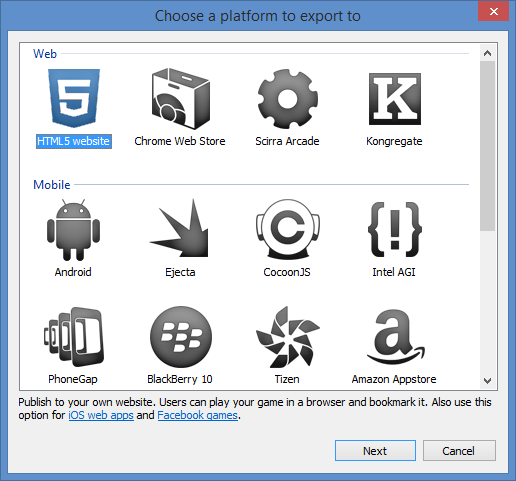 Choose a platform to export to
Web
HTML5 website
Chrome Web Store
Scirra Arcade
K
Kongregate
Mobile
Android
Ejecta
CocoonJS
Intel AGI
PhoneGap
BlackBerry 10
Tizen
Amazon Appstore
Publish to your own website. Users can play your game in a browser and bookmark it. Also use this
option for iOS web apps and Facebook games.
Next
Cancel